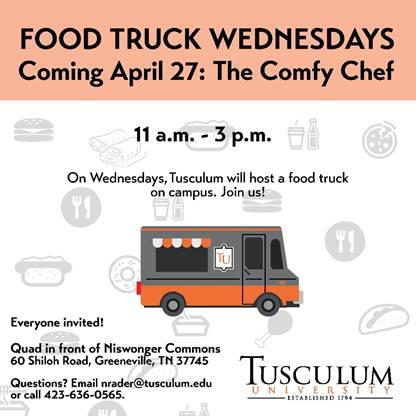 FOOD TRUCK WEDNESDAYS
Coming April 27: The Comfy Chef
11 a.m. - 3 p.m.
On Wednesdays, Tusculum will host a food truck
on campus. Join us!
TU
Everyone invited!
Quad in front of Niswonger Commons
60 Shiloh Road, Greeneville, TN 37745
Questions? Email nrader@tusculum.edu
or call 423-636-0565.
TUSCULUM
UNIVERSITY
ESTABLISHED 1794